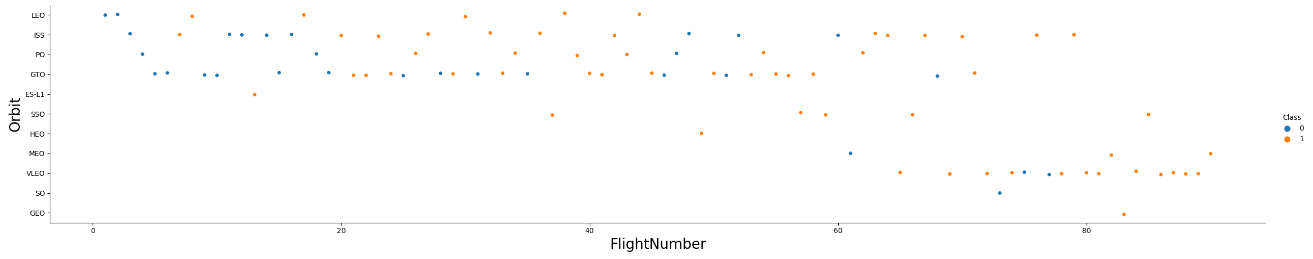 LEO
ISS
PO
GTO
ES-L1
SSO
HEO
MEO
VLEO
SO
GEO
Orbit
0 20 40 60 80
FlightNumber
Class
0
1